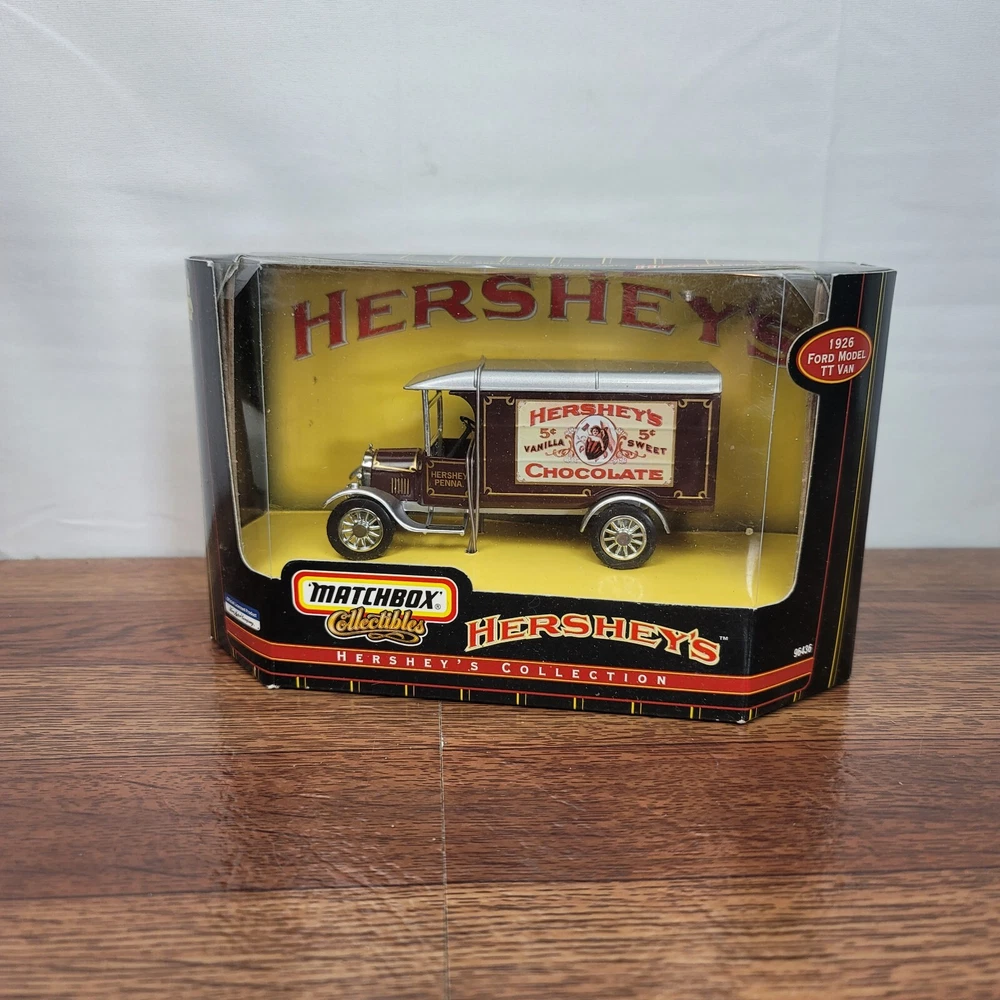 HERSHEY'S
1926
FORD MODEL
TT VAN
HERSHEY'S
5¢ 5¢
VANILLA SWEET
CHOCOLATE
HERSHEY
PENNA.
MATCHBOX®
Collectibles
HERSHEY'S™
96436
HERSHEY'S COLLECTION